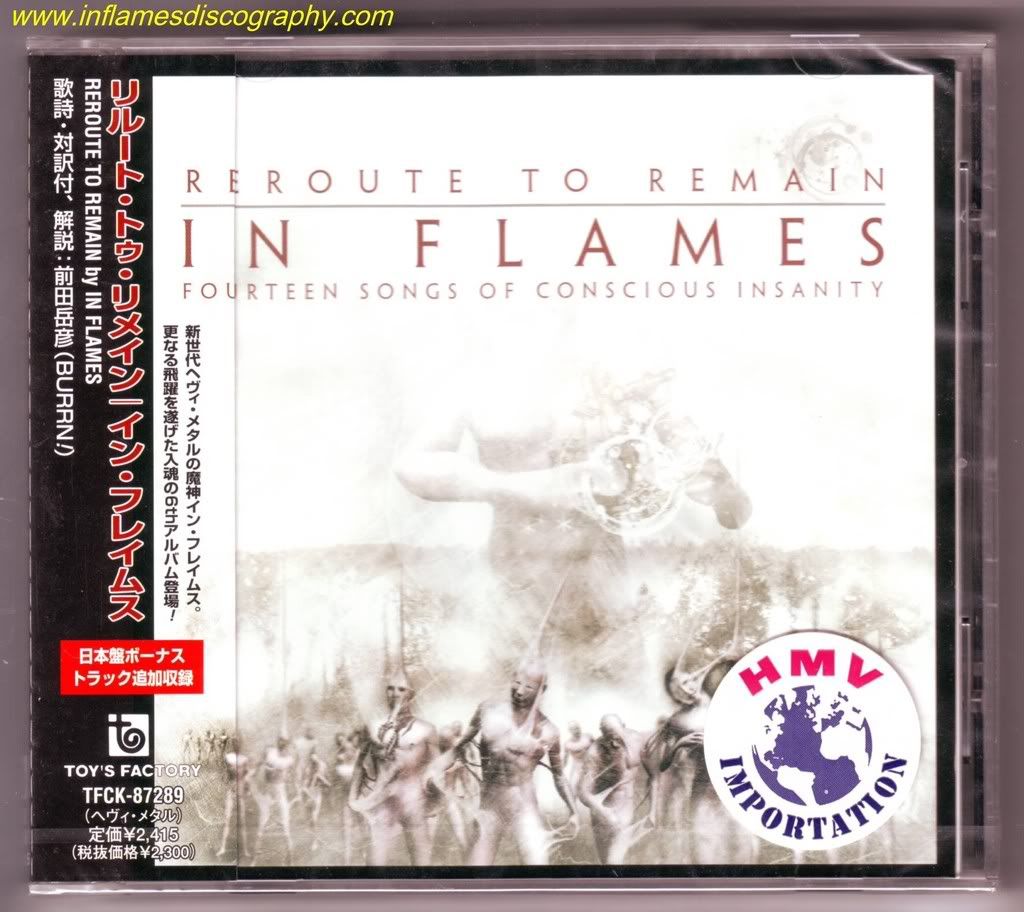 www.inflamesdiscography.com
リルート・トゥ・リメイン|イン・フレイムス
REROUTE TO REMAIN by IN FLAMES
歌詩・対訳付、解説：前田岳彦(BURRN!)
新世代ヘヴィ・メタルの魔神イン・フレイムス。
更なる飛躍を遂げた入魂の6thアルバム登場！
日本盤ボーナス
トラック追加収録
TOY'S FACTORY
TFCK-87289
(ヘヴィ・メタル)
定価¥2,415
(税抜価格¥2,300)
REROUTE TO REMAIN
IN FLAMES
FOURTEEN SONGS OF CONSCIOUS INSANITY
HMV
IMPORTATION